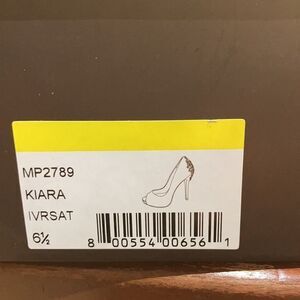 MP2789
KIARA
IVRSAT
6½
8 00554 00656 1